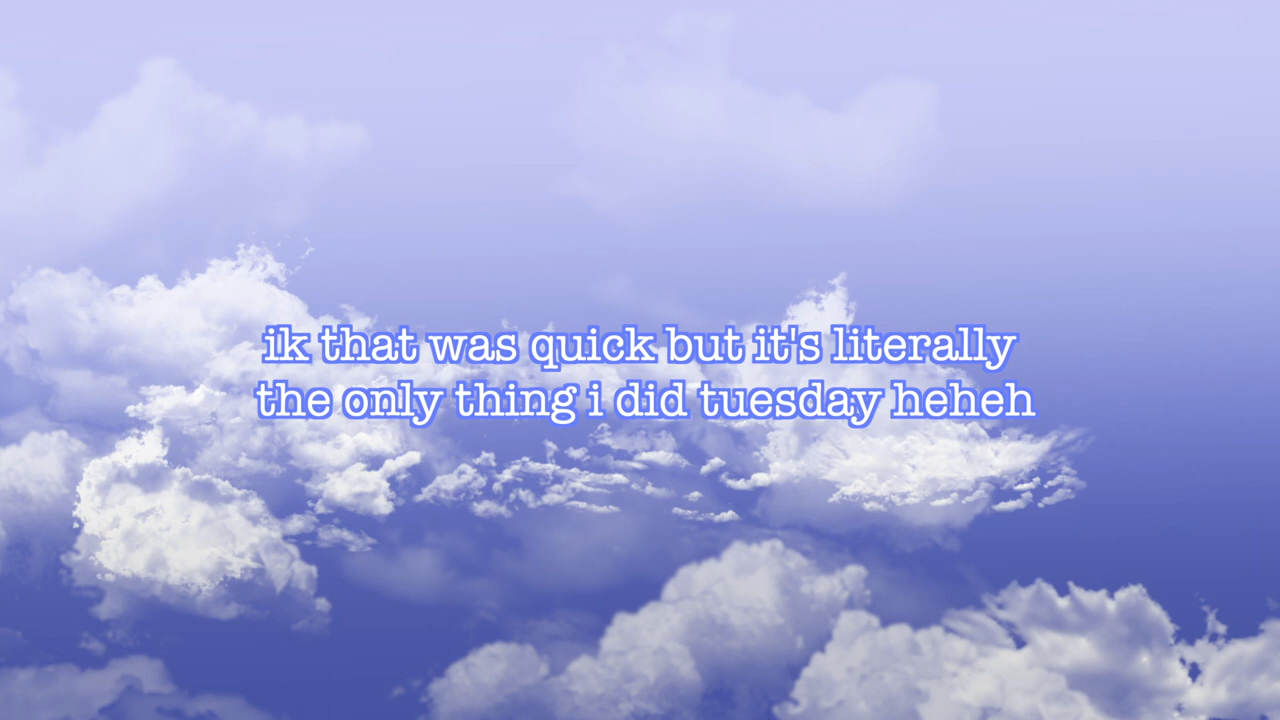 ik that was quick but it's literally
the only thing i did tuesday heheh